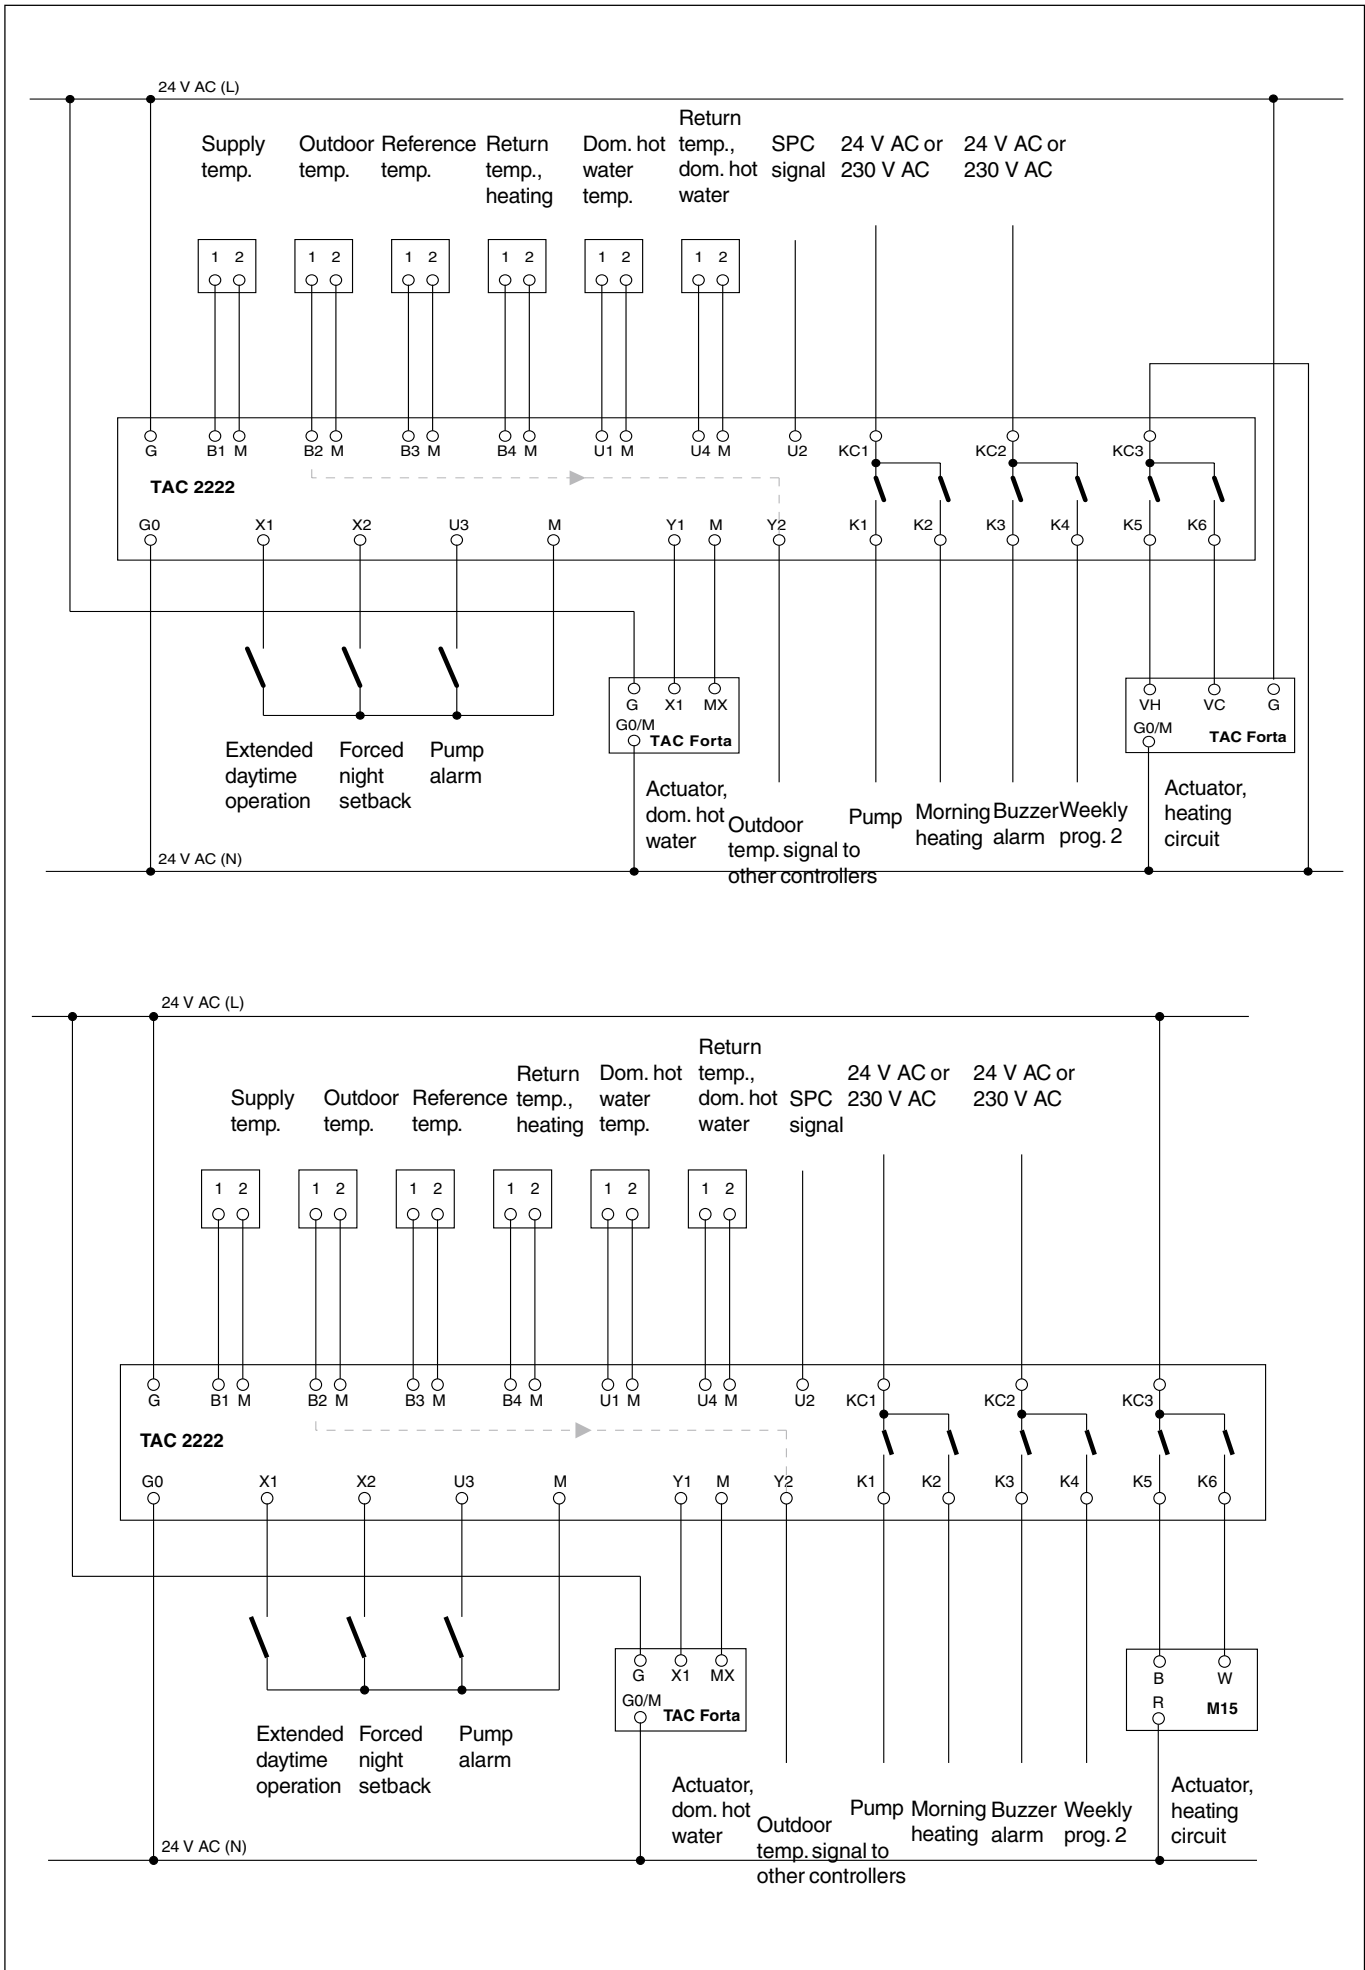 24 V AC (L)
Supply temp.
Outdoor temp.
Reference temp.
Return temp., heating
Dom. hot water temp.
Return temp., dom. hot water
SPC signal
24 V AC or 230 V AC
24 V AC or 230 V AC
1 2 1 2 1 2 1 2 1 2 1 2
G B1 M B2 M B3 M B4 M U1 M U4 M U2 KC1 KC2 KC3
TAC 2222
G0 X1 X2 U3 M Y1 M Y2 K1 K2 K3 K4 K5 K6
G X1 MX
G0/M TAC Forta
VH VC G
G0/M TAC Forta
Extended daytime operation
Forced night setback
Pump alarm
Actuator, dom. hot water
Outdoor temp. signal to other controllers
Pump
Morning heating
Buzzer alarm
Weekly prog. 2
Actuator, heating circuit
24 V AC (N)
24 V AC (L)
Supply temp.
Outdoor temp.
Reference temp.
Return temp., heating
Dom. hot water temp.
Return temp., dom. hot water
SPC signal
24 V AC or 230 V AC
24 V AC or 230 V AC
1 2 1 2 1 2 1 2 1 2 1 2
G B1 M B2 M B3 M B4 M U1 M U4 M U2 KC1 KC2 KC3
TAC 2222
G0 X1 X2 U3 M Y1 M Y2 K1 K2 K3 K4 K5 K6
G X1 MX
G0/M TAC Forta
B W
R M15
Extended daytime operation
Forced night setback
Pump alarm
Actuator, dom. hot water
Outdoor temp. signal to other controllers
Pump
Morning heating
Buzzer alarm
Weekly prog. 2
Actuator, heating circuit
24 V AC (N)